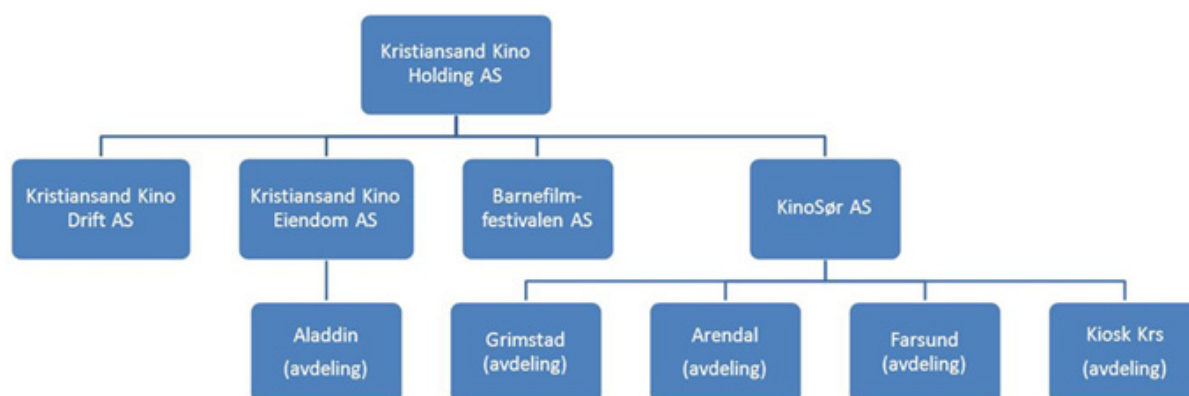 Kristiansand Kino
Holding AS
Kristiansand Kino
Drift AS
Kristiansand Kino
Eiendom AS
Barnefilm-
festivalen AS
KinoSør AS
Aladdin
(avdeling)
Grimstad
(avdeling)
Arendal
(avdeling)
Farsund
(avdeling)
Kiosk Krs
(avdeling)